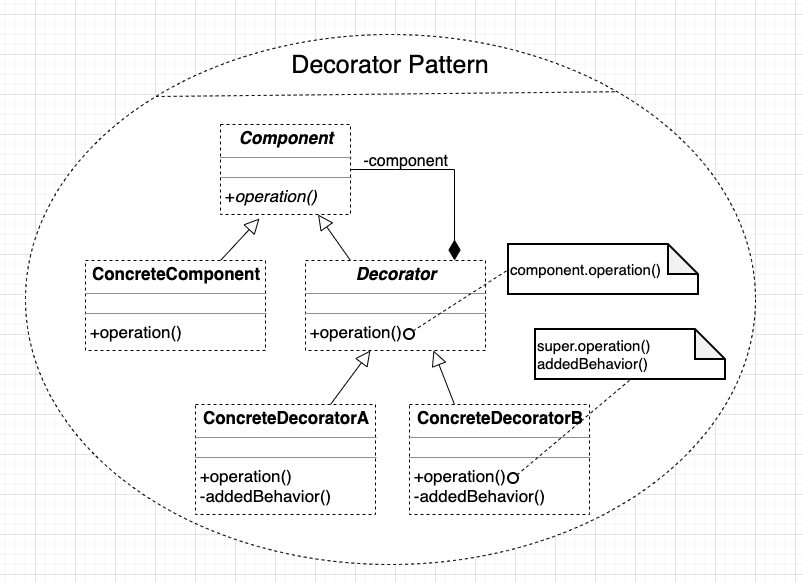 Decorator Pattern
Component
-component
+operation()
ConcreteComponent
+operation()
Decorator
+operation()
component.operation()
super.operation()
addedBehavior()
ConcreteDecoratorA
+operation()
-addedBehavior()
ConcreteDecoratorB
+operation()
-addedBehavior()